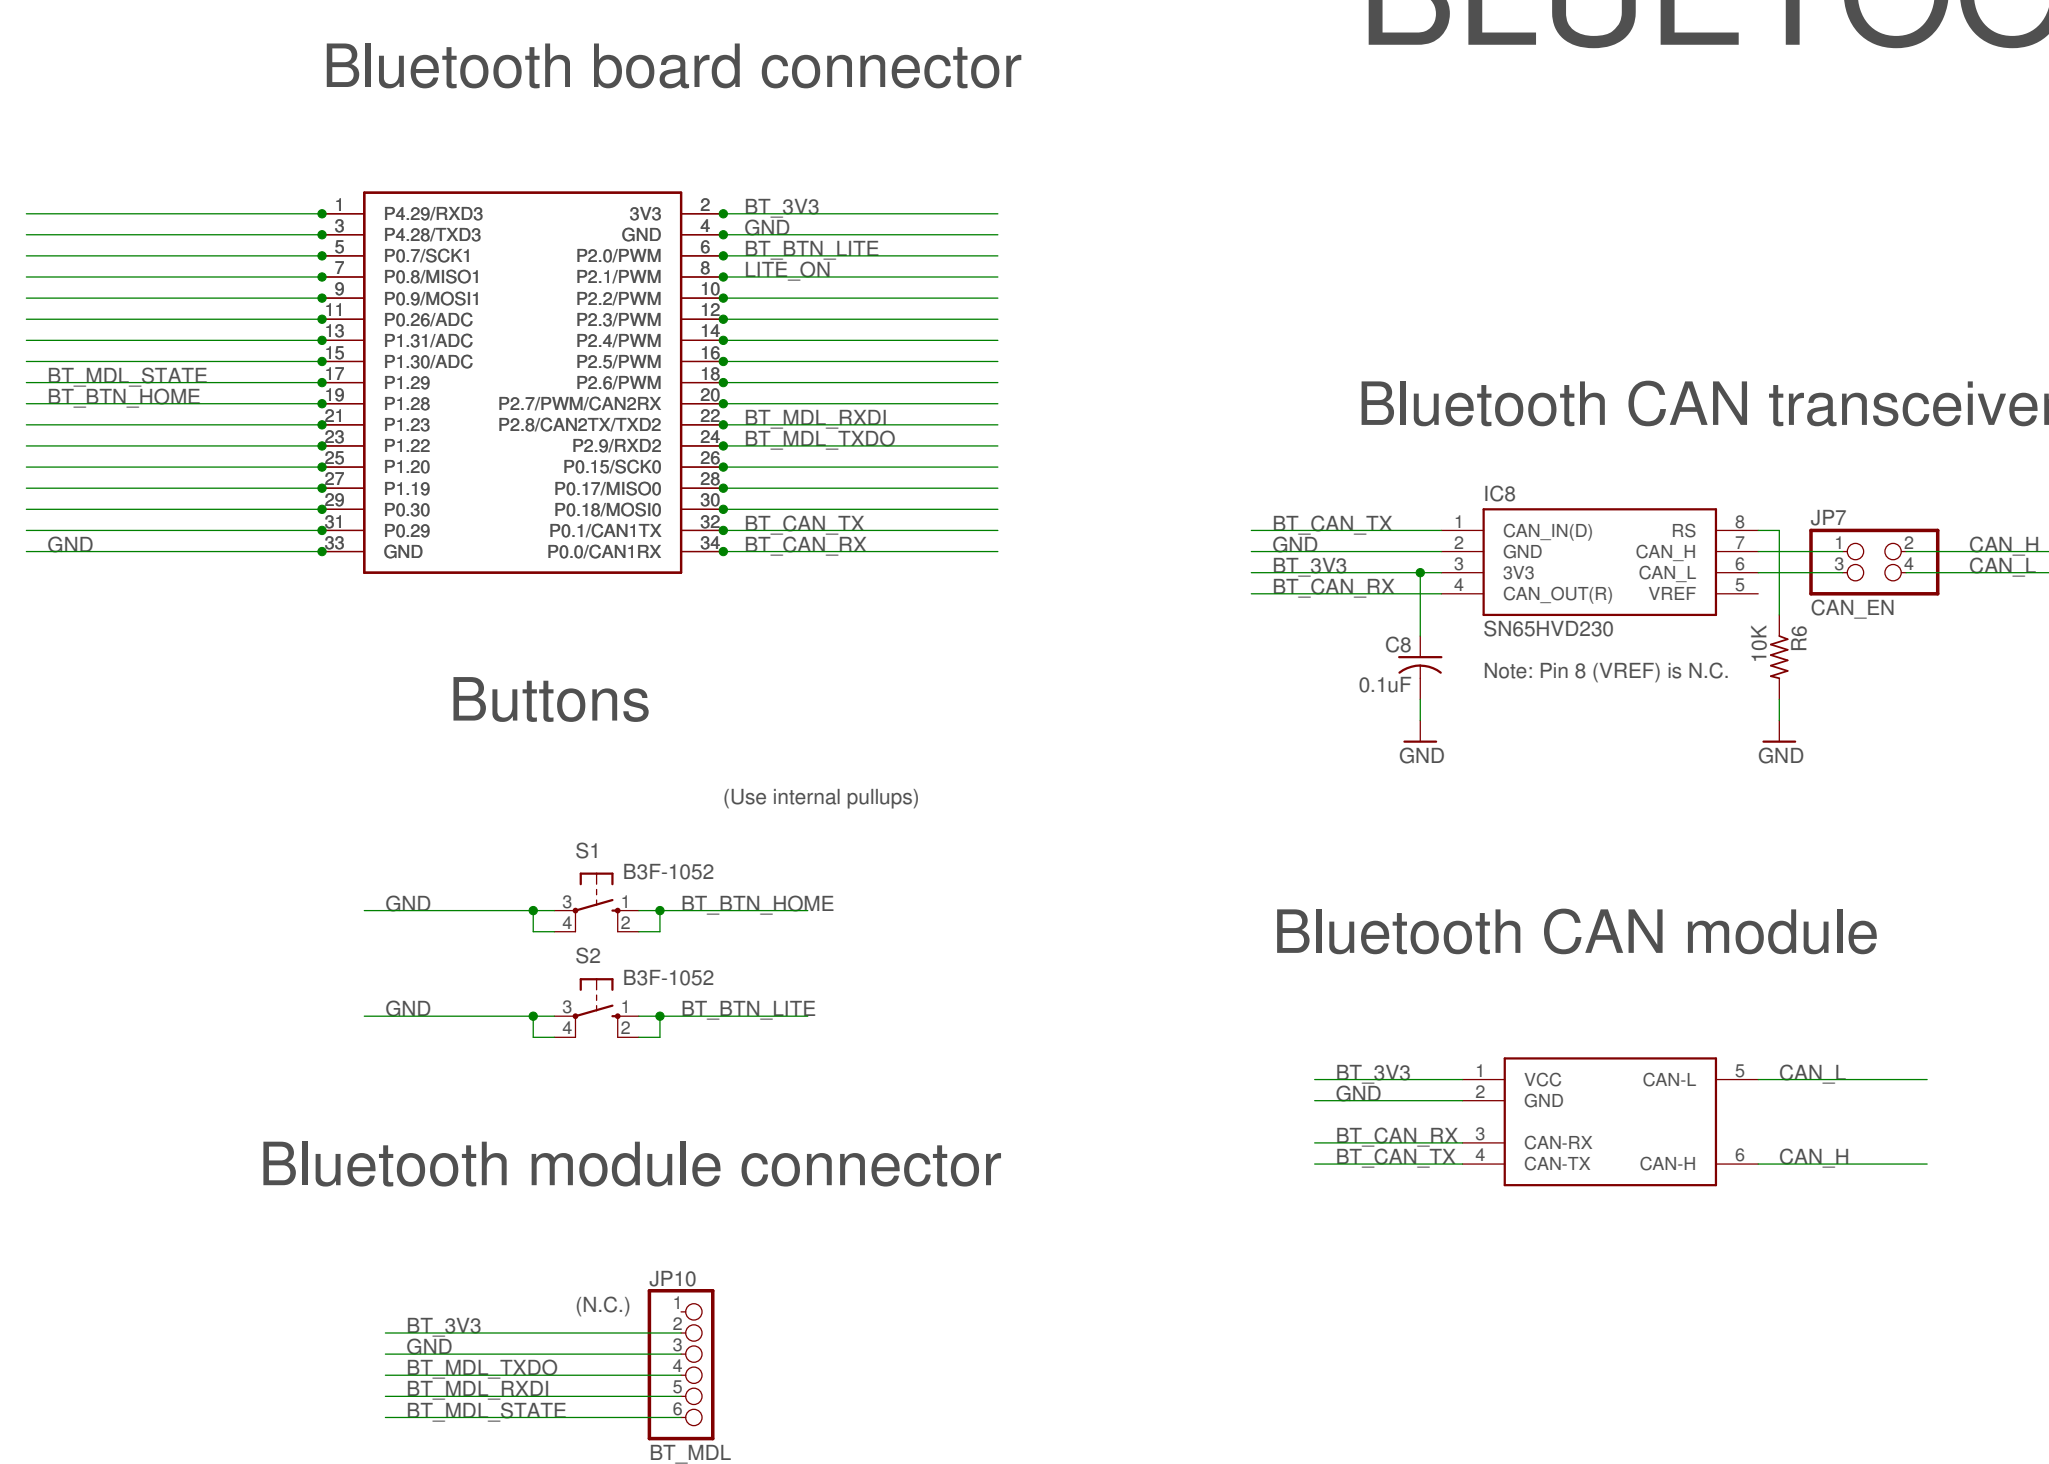 BLUETOO
Bluetooth board connector
1 P4.29/RXD3 3V3 2 BT_3V3
3 P4.28/TXD3 GND 4 GND
5 P0.7/SCK1 P2.0/PWM 6 BT_BTN_LITE
7 P0.8/MISO1 P2.1/PWM 8 LITE_ON
9 P0.9/MOSI1 P2.2/PWM 10
11 P0.26/ADC P2.3/PWM 12
13 P1.31/ADC P2.4/PWM 14
15 P1.30/ADC P2.5/PWM 16
BT_MDL_STATE 17 P1.29 P2.6/PWM 18
BT_BTN_HOME 19 P1.28 P2.7/PWM/CAN2RX 20
21 P1.23 P2.8/CAN2TX/TXD2 22 BT_MDL_RXDI
23 P1.22 P2.9/RXD2 24 BT_MDL_TXDO
25 P1.20 P0.15/SCK0 26
27 P1.19 P0.17/MISO0 28
29 P0.30 P0.18/MOSI0 30
31 P0.29 P0.1/CAN1TX 32 BT_CAN_TX
GND 33 GND P0.0/CAN1RX 34 BT_CAN_RX
Bluetooth CAN transceiver
IC8
JP7
BT_CAN_TX 1 CAN_IN(D) RS 8
GND 2 GND CAN_H 7 1 2 CAN_H
BT_3V3 3 3V3 CAN_L 6 3 4 CAN_L
BT_CAN_RX 4 CAN_OUT(R) VREF 5
CAN_EN
SN65HVD230
C8
0.1uF
10K
R6
Note: Pin 8 (VREF) is N.C.
GND
GND
Buttons
(Use internal pullups)
S1
B3F-1052
GND 3 1 BT_BTN_HOME
4 2
S2
B3F-1052
GND 3 1 BT_BTN_LITE
4 2
Bluetooth CAN module
BT_3V3 1 VCC CAN-L 5 CAN_L
GND 2 GND
BT_CAN_RX 3 CAN-RX
BT_CAN_TX 4 CAN-TX CAN-H 6 CAN_H
Bluetooth module connector
JP10
(N.C.) 1
BT_3V3 2
GND 3
BT_MDL_TXDO 4
BT_MDL_RXDI 5
BT_MDL_STATE 6
BT_MDL